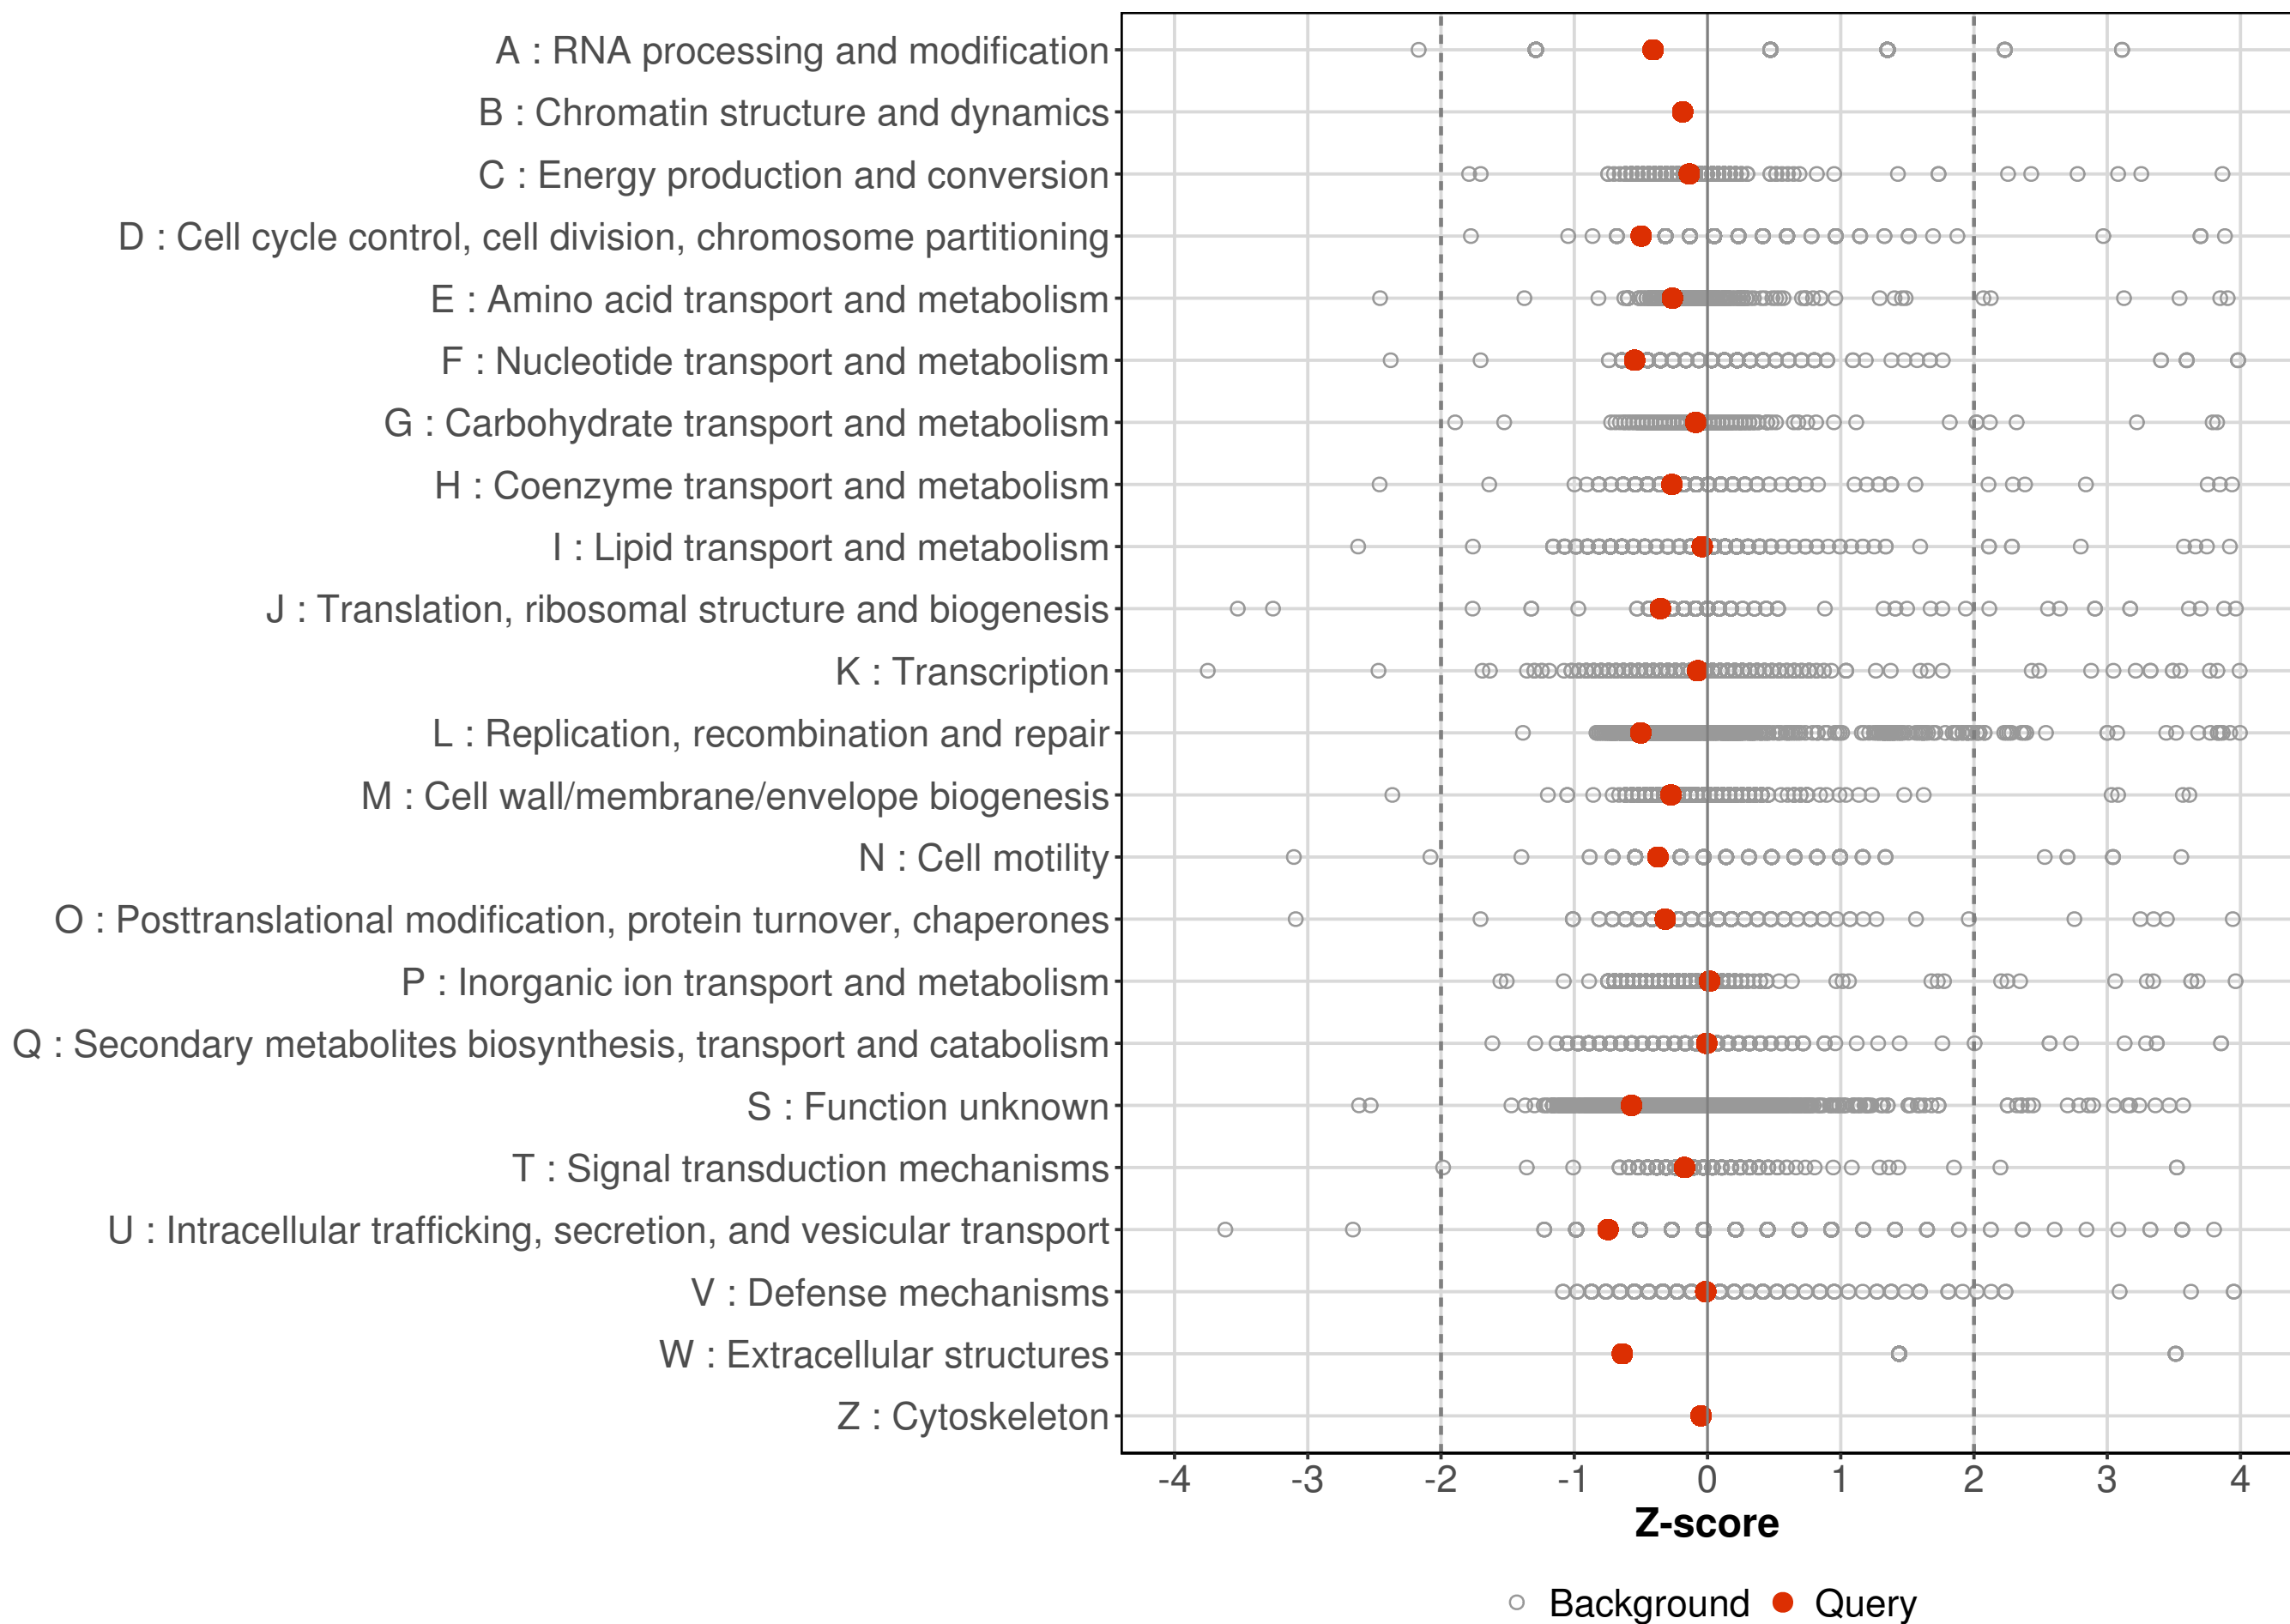 A : RNA processing and modification
B : Chromatin structure and dynamics
C : Energy production and conversion
D : Cell cycle control, cell division, chromosome partitioning
E : Amino acid transport and metabolism
F : Nucleotide transport and metabolism
G : Carbohydrate transport and metabolism
H : Coenzyme transport and metabolism
I : Lipid transport and metabolism
J : Translation, ribosomal structure and biogenesis
K : Transcription
L : Replication, recombination and repair
M : Cell wall/membrane/envelope biogenesis
N : Cell motility
O : Posttranslational modification, protein turnover, chaperones
P : Inorganic ion transport and metabolism
Q : Secondary metabolites biosynthesis, transport and catabolism
S : Function unknown
T : Signal transduction mechanisms
U : Intracellular trafficking, secretion, and vesicular transport
V : Defense mechanisms
W : Extracellular structures
Z : Cytoskeleton
-4 -3 -2 -1 0 1 2 3 4
Z-score
Background Query